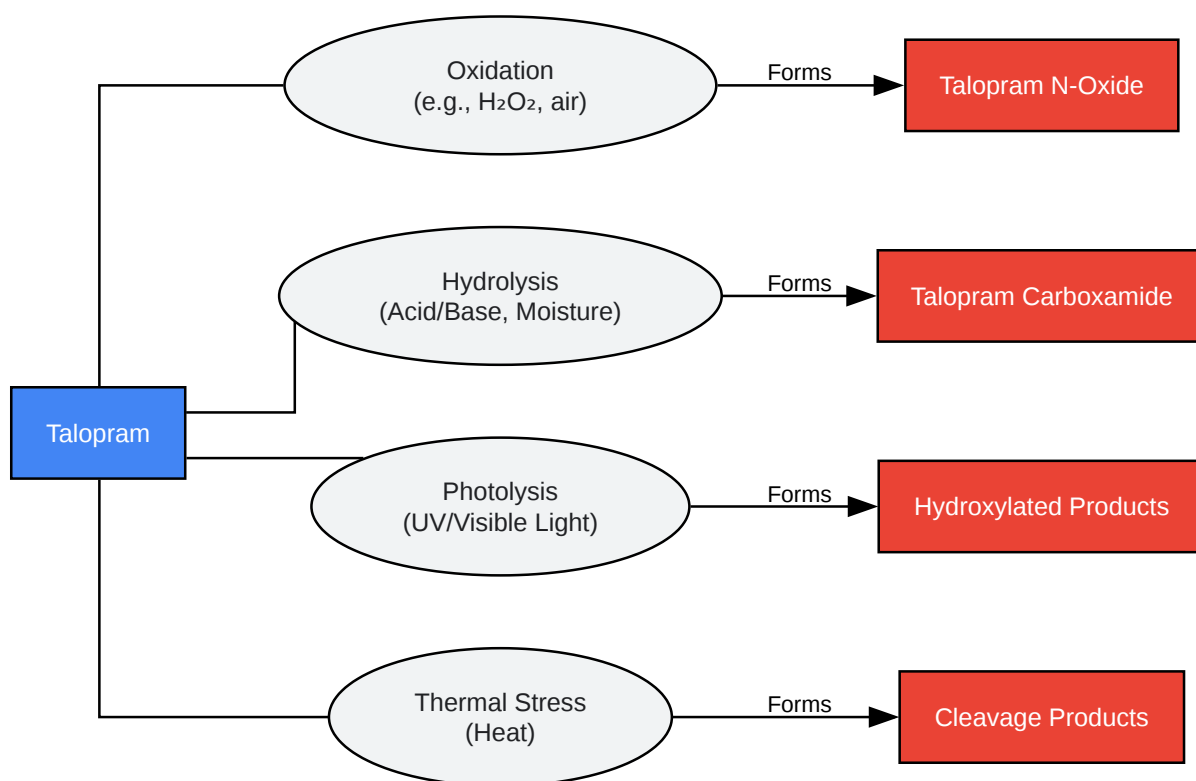 Oxidation
(e.g., H₂O₂, air)
Forms
Talopram N-Oxide
Hydrolysis
(Acid/Base, Moisture)
Forms
Talopram Carboxamide
Talopram
Photolysis
(UV/Visible Light)
Forms
Hydroxylated Products
Thermal Stress
(Heat)
Forms
Cleavage Products